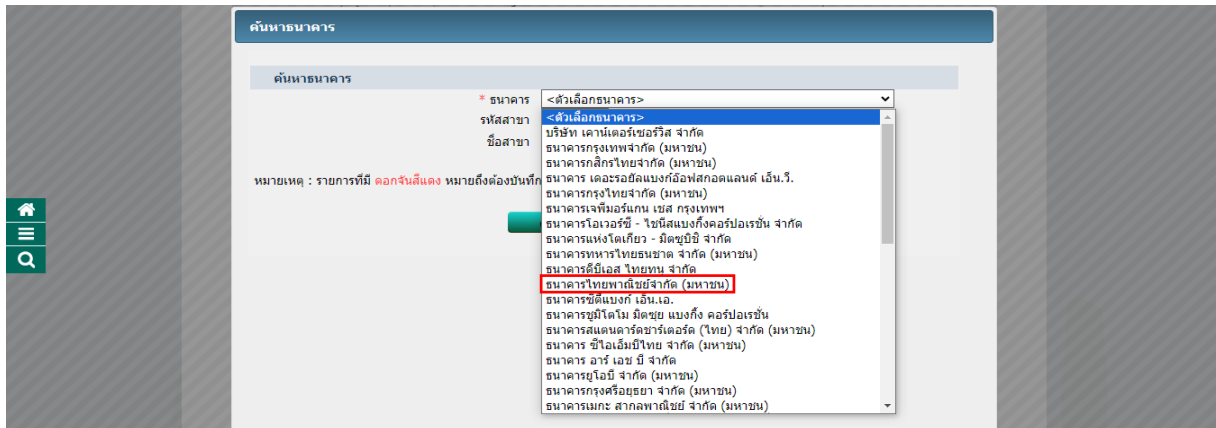 ค้นหาธนาคาร
ค้นหาธนาคาร
* ธนาคาร <ตัวเลือกธนาคาร>
รหัสสาขา
ชื่อสาขา
<ตัวเลือกธนาคาร>
บริษัท เคาน์เตอร์เซอร์วิส จำกัด
ธนาคารกรุงเทพจำกัด (มหาชน)
ธนาคารกสิกรไทยจำกัด (มหาชน)
ธนาคาร เดอะรอยัลแบงก์อ๊อฟสกอตแลนด์ เอ็น.วี.
ธนาคารกรุงไทยจำกัด (มหาชน)
ธนาคารเจพีมอร์แกน เชส กรุงเทพฯ
ธนาคารโอเวอร์ซี - ไชนีสแบงกิ้งคอร์ปอเรชั่น จำกัด
ธนาคารแห่งโตเกียว - มิตซูบิชิ จำกัด
ธนาคารทหารไทยธนชาต จำกัด (มหาชน)
ธนาคารดีบีเอส ไทยทนุ จำกัด
ธนาคารไทยพาณิชย์จำกัด (มหาชน)
ธนาคารซิตี้แบงก์ เอ็น.เอ.
ธนาคารซูมิโตโม มิตซุย แบงกิ้ง คอร์ปอเรชั่น
ธนาคารสแตนดาร์ดชาร์เตอร์ด (ไทย) จำกัด (มหาชน)
ธนาคาร ซีไอเอ็มบีไทย จำกัด (มหาชน)
ธนาคาร อาร์ เอช บี จำกัด
ธนาคารยูโอบี จำกัด (มหาชน)
ธนาคารกรุงศรีอยุธยา จำกัด (มหาชน)
ธนาคารเมกะ สากลพาณิชย์ จำกัด (มหาชน)
หมายเหตุ : รายการที่มี ดอกจันสีแดง หมายถึงต้องบันทึก